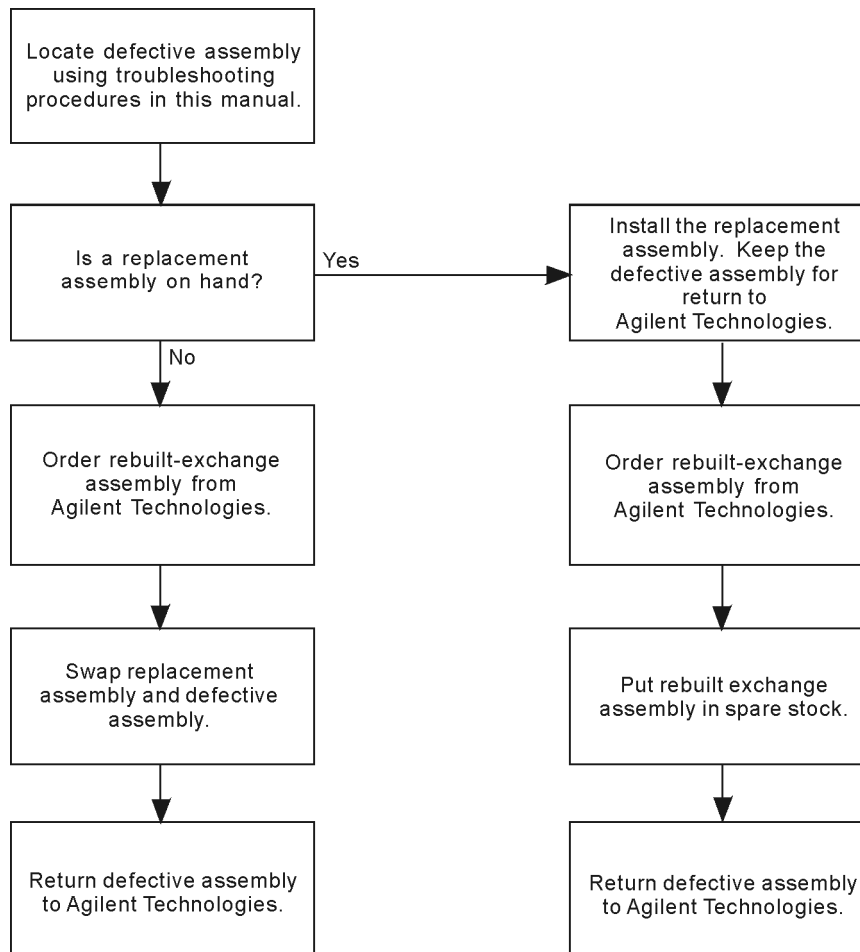 Locate defective assembly
using troubleshooting
procedures in this manual.
Is a replacement
assembly on hand?
Yes
No
Install the replacement
assembly. Keep the
defective assembly for
return to
Agilent Technologies.
Order rebuilt-exchange
assembly from
Agilent Technologies.
Order rebuilt-exchange
assembly from
Agilent Technologies.
Swap replacement
assembly and defective
assembly.
Put rebuilt exchange
assembly in spare stock.
Return defective assembly
to Agilent Technologies.
Return defective assembly
to Agilent Technologies.